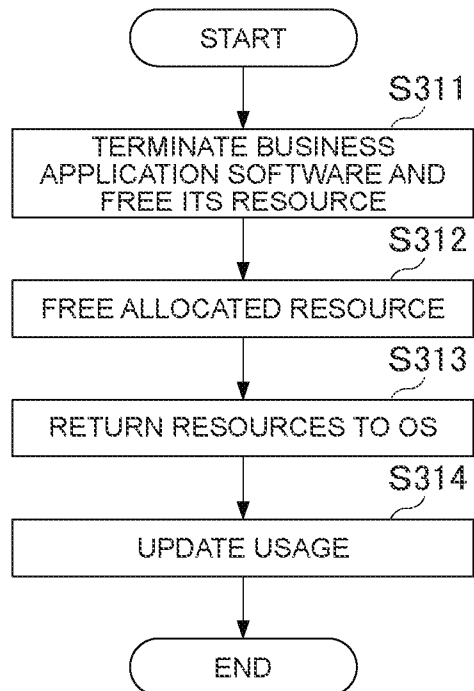 START
S311
TERMINATE BUSINESS
APPLICATION SOFTWARE AND
FREE ITS RESOURCE
S312
FREE ALLOCATED RESOURCE
S313
RETURN RESOURCES TO OS
S314
UPDATE USAGE
END